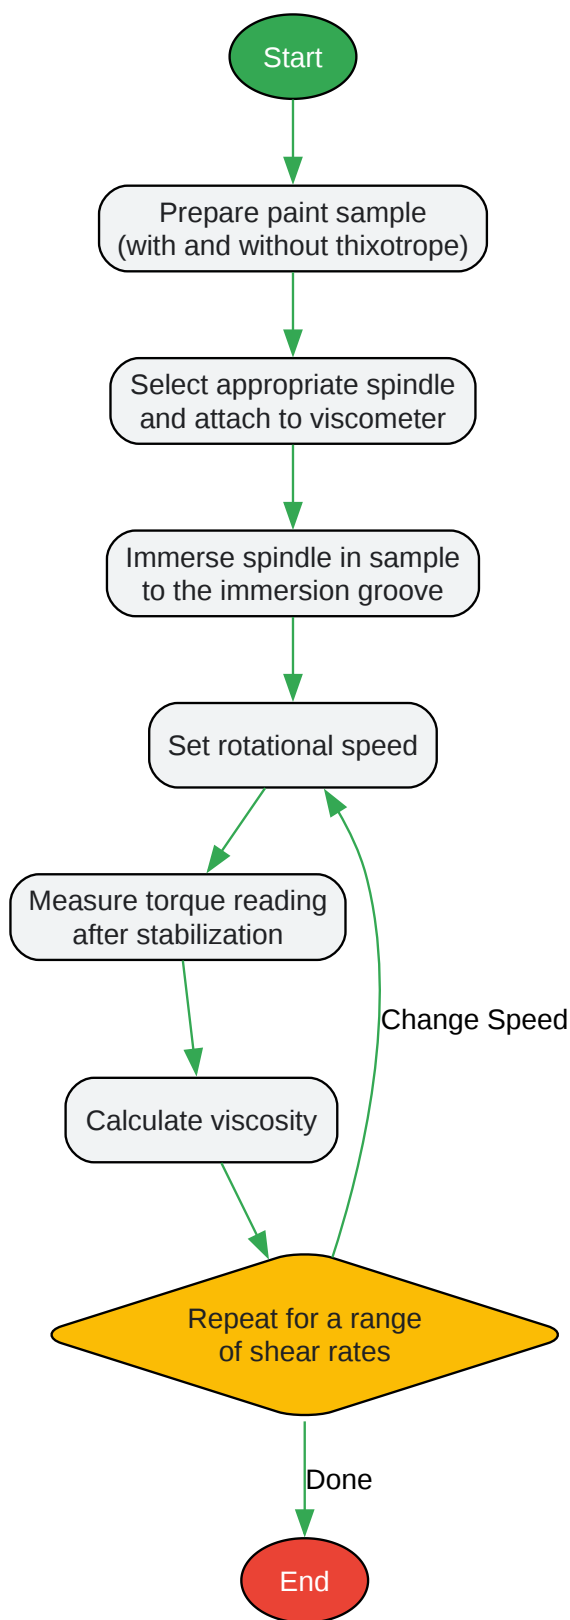 Start
Prepare paint sample
(with and without thixotrope)
Select appropriate spindle
and attach to viscometer
Immerse spindle in sample
to the immersion groove
Set rotational speed
Measure torque reading
after stabilization
Change Speed
Calculate viscosity
Repeat for a range
of shear rates
Done
End